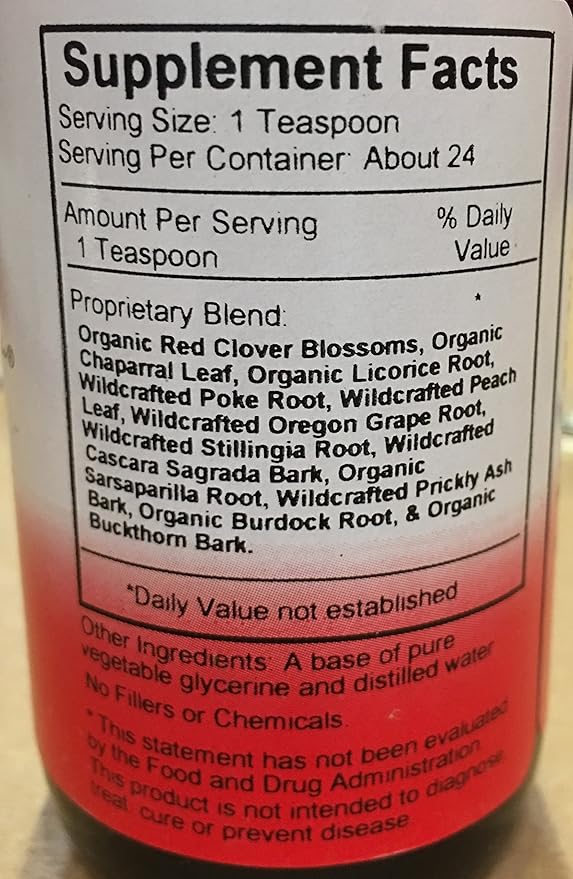 Supplement Facts
Serving Size: 1 Teaspoon
Serving Per Container: About 24
Amount Per Serving % Daily
1 Teaspoon Value
Proprietary Blend: *
Organic Red Clover Blossoms, Organic
Chaparral Leaf, Organic Licorice Root,
Wildcrafted Poke Root, Wildcrafted Peach
Leaf, Wildcrafted Oregon Grape Root,
Wildcrafted Stillingia Root, Wildcrafted
Cascara Sagrada Bark, Organic
Sarsaparilla Root, Wildcrafted Prickly Ash
Bark, Organic Burdock Root, & Organic
Buckthorn Bark.
*Daily Value not established
Other Ingredients: A base of pure
vegetable glycerine and distilled water
No Fillers or Chemicals.
* This statement has not been evaluated
by the Food and Drug Administration
This product is not intended to diagnose,
treat, cure or prevent disease